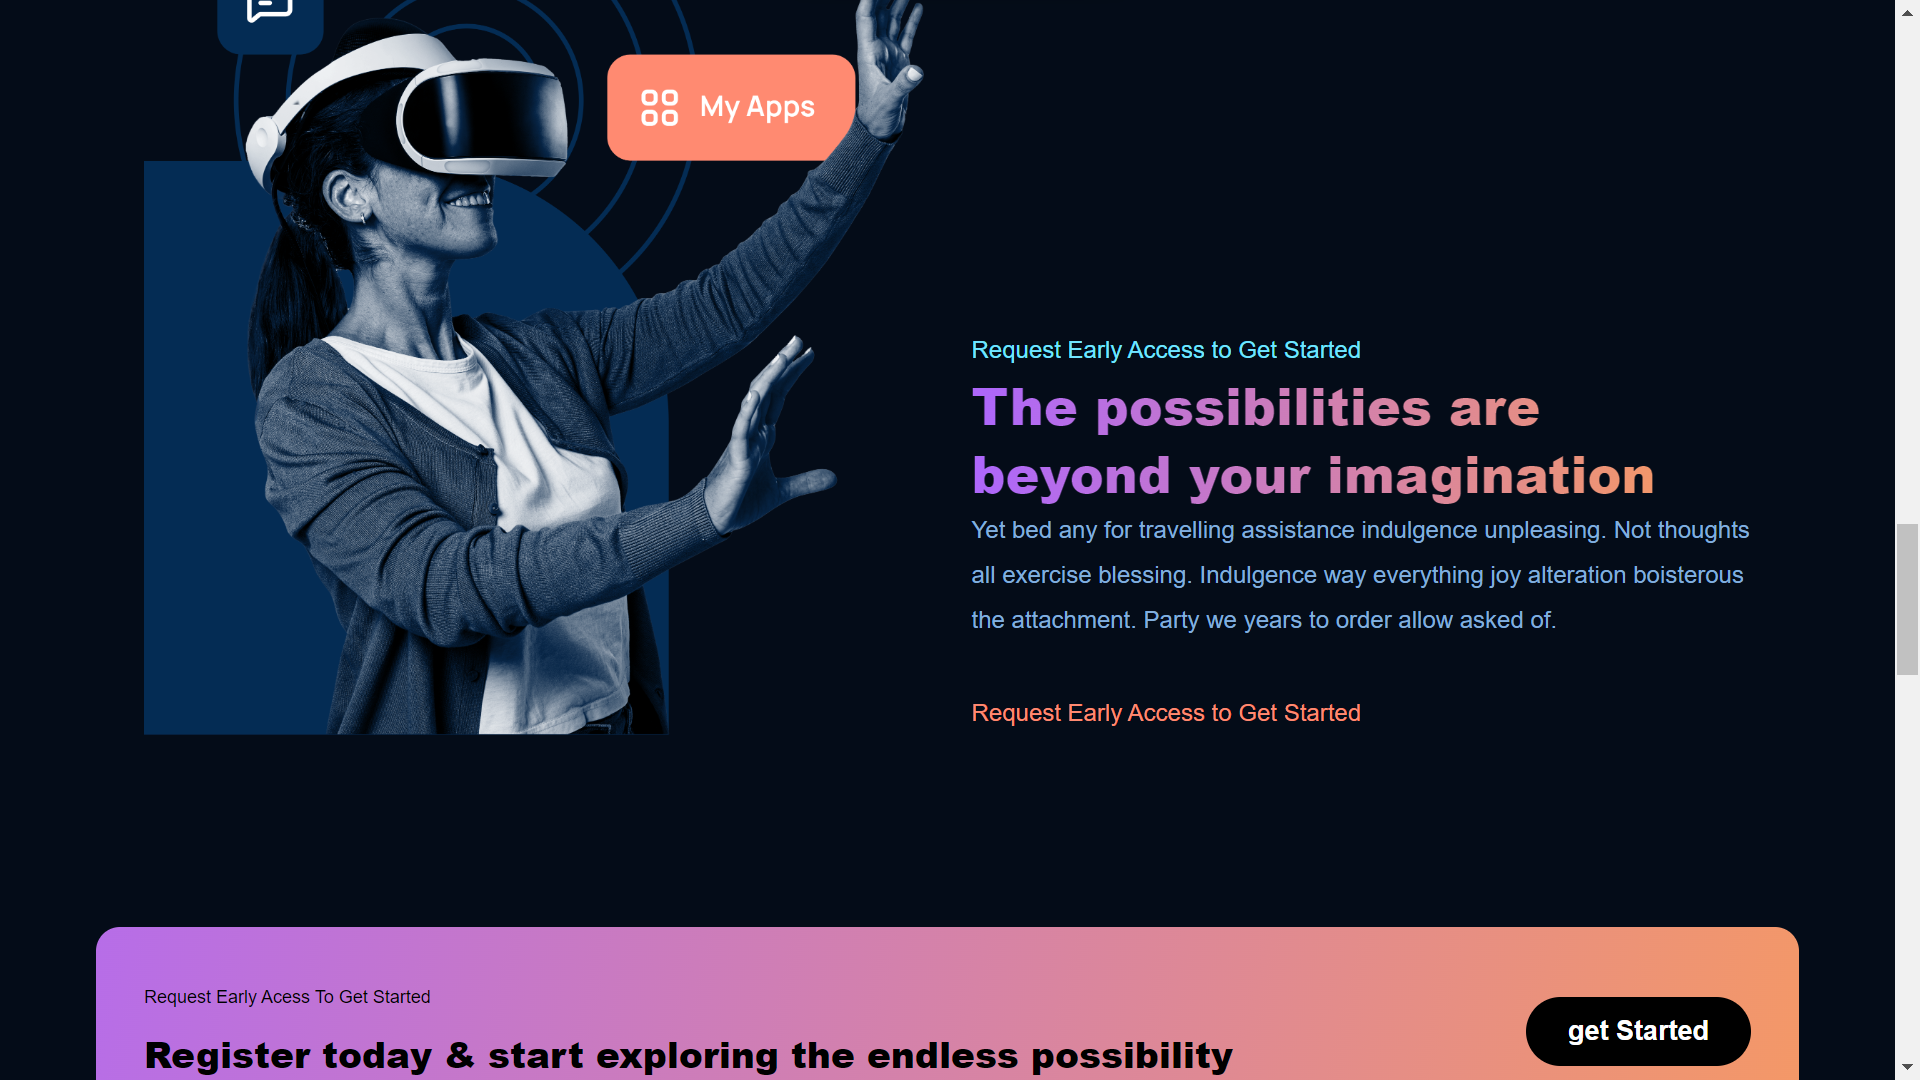 My Apps
Request Early Access to Get Started
The possibilities are
beyond your imagination
Yet bed any for travelling assistance indulgence unpleasing. Not thoughts
all exercise blessing. Indulgence way everything joy alteration boisterous
the attachment. Party we years to order allow asked of.
Request Early Access to Get Started
Request Early Acess To Get Started
Register today & start exploring the endless possibility
get Started